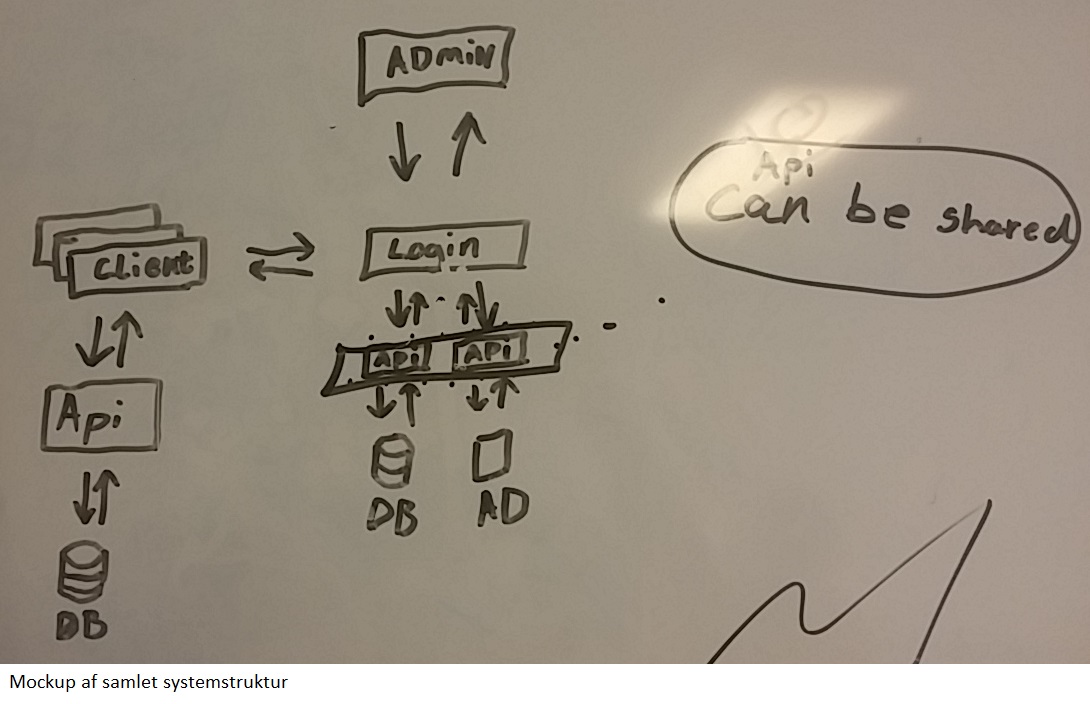 ADmiN
Api
Can be shared
Login
Client
Api Api
Api
DB AD
DB
Mockup af samlet systemstruktur